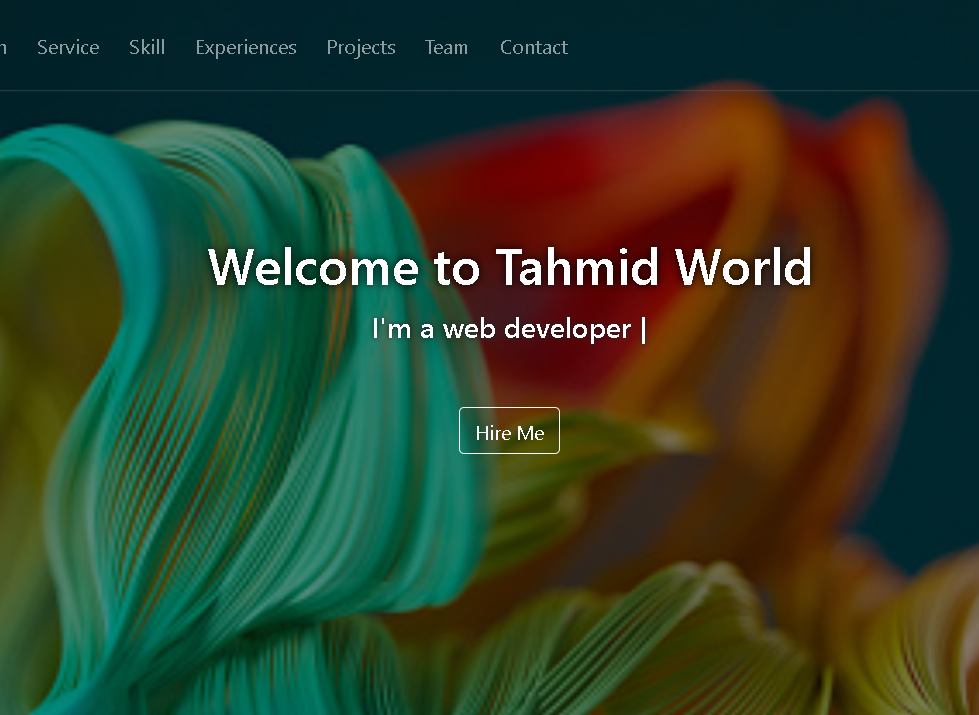 Service Skill Experiences Projects Team Contact
Welcome to Tahmid World
I'm a web developer |
Hire Me